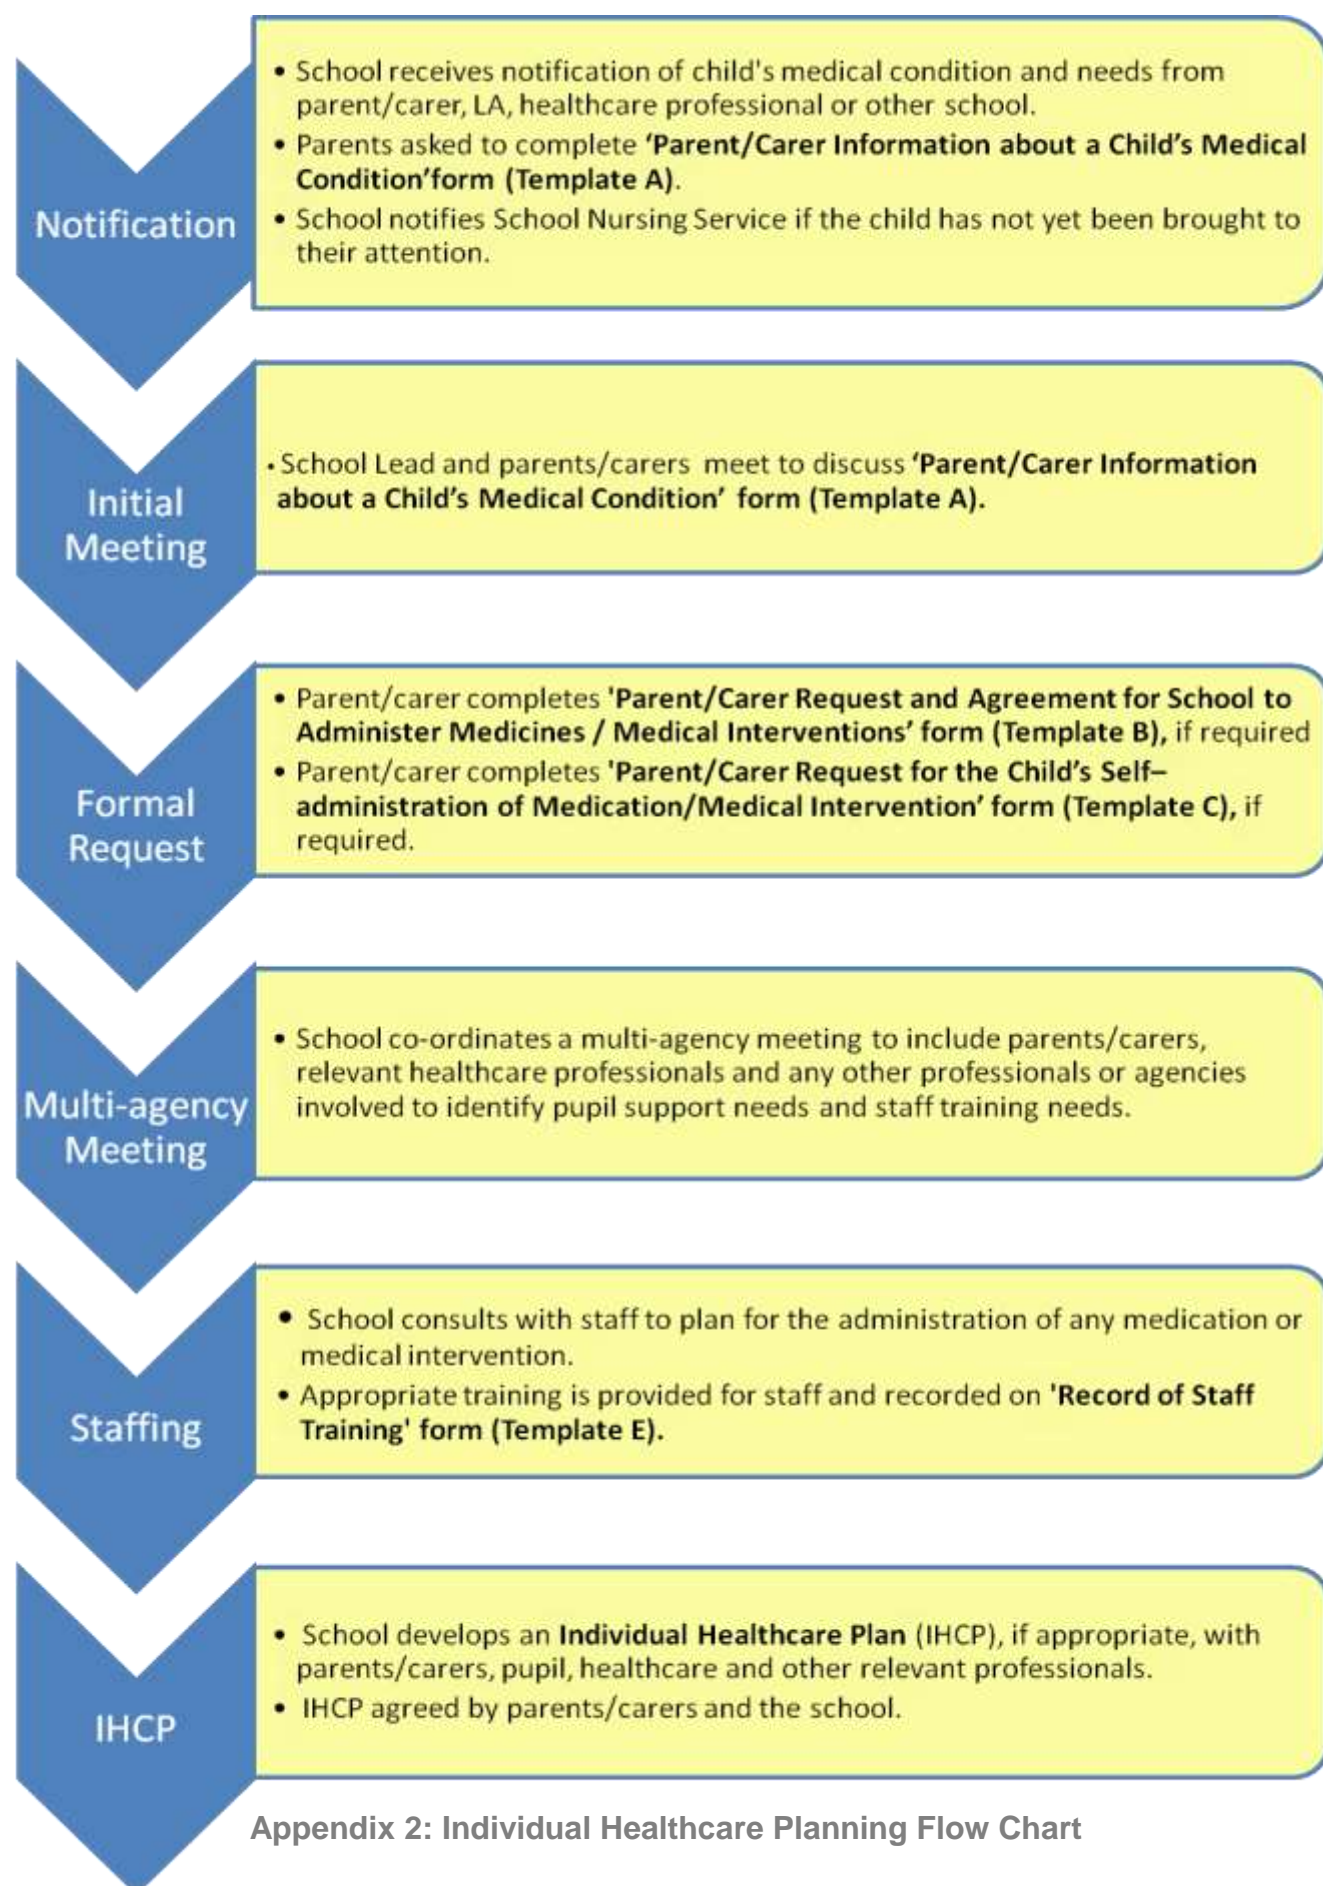 Notification
• School receives notification of child's medical condition and needs from
parent/carer, LA, healthcare professional or other school.
• Parents asked to complete ‘Parent/Carer Information about a Child’s Medical
Condition’form (Template A).
• School notifies School Nursing Service if the child has not yet been brought to
their attention.
Initial
Meeting
• School Lead and parents/carers meet to discuss ‘Parent/Carer Information
about a Child’s Medical Condition’ form (Template A).
Formal
Request
• Parent/carer completes 'Parent/Carer Request and Agreement for School to
Administer Medicines / Medical Interventions’ form (Template B), if required
• Parent/carer completes 'Parent/Carer Request for the Child’s Self–
administration of Medication/Medical Intervention’ form (Template C), if
required.
Multi-agency
Meeting
• School co-ordinates a multi-agency meeting to include parents/carers,
relevant healthcare professionals and any other professionals or agencies
involved to identify pupil support needs and staff training needs.
Staffing
• School consults with staff to plan for the administration of any medication or
medical intervention.
• Appropriate training is provided for staff and recorded on 'Record of Staff
Training' form (Template E).
IHCP
• School develops an Individual Healthcare Plan (IHCP), if appropriate, with
parents/carers, pupil, healthcare and other relevant professionals.
• IHCP agreed by parents/carers and the school.
Appendix 2: Individual Healthcare Planning Flow Chart